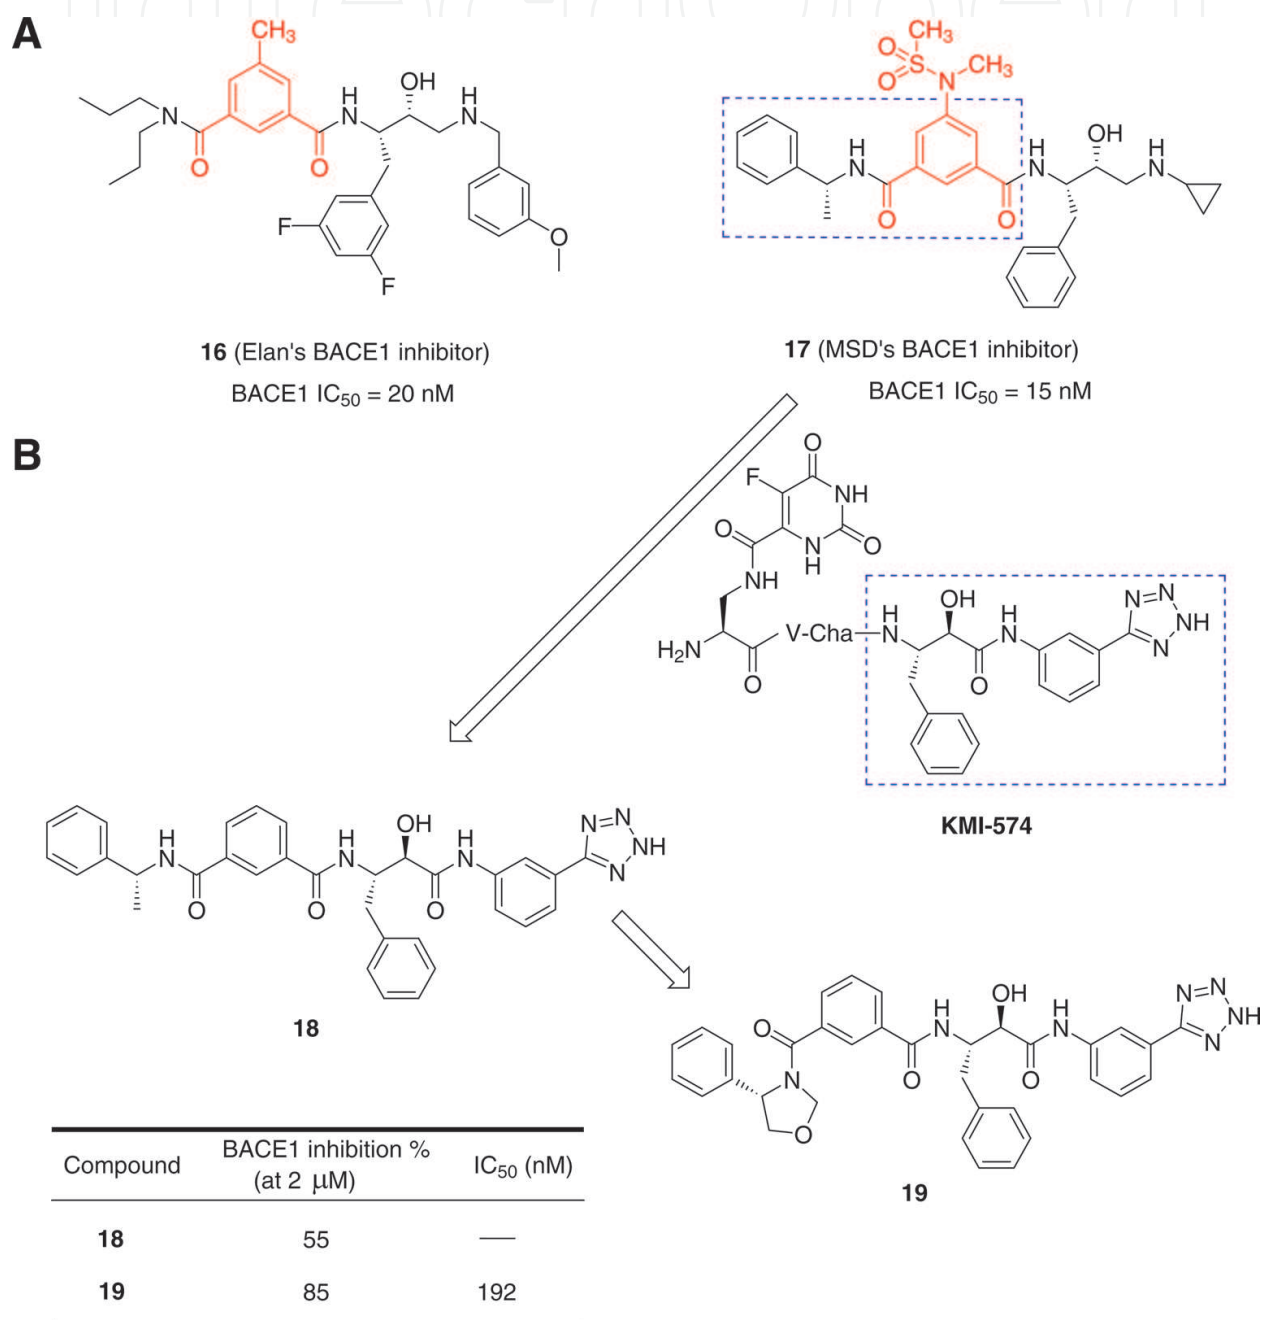 A
CH₃
N
O
O
H
N
OH
H
N
F
F
O
16 (Elan's BACE1 inhibitor)
BACE1 IC₅₀ = 20 nM
CH₃
O
S
O
N
CH₃
H
N
O
O
H
N
OH
H
N
17 (MSD's BACE1 inhibitor)
BACE1 IC₅₀ = 15 nM
B
O
F
NH
O
N
H
O
NH
H₂N
O
V-Cha
H
N
OH
O
H
N
N=N
NH
N
KMI-574
H
N
O
O
H
N
OH
O
H
N
N=N
NH
N
18
O
N
O
O
H
N
OH
O
H
N
N=N
NH
N
19
Compound BACE1 inhibition % (at 2 μM) IC₅₀ (nM)
18 55 —
19 85 192